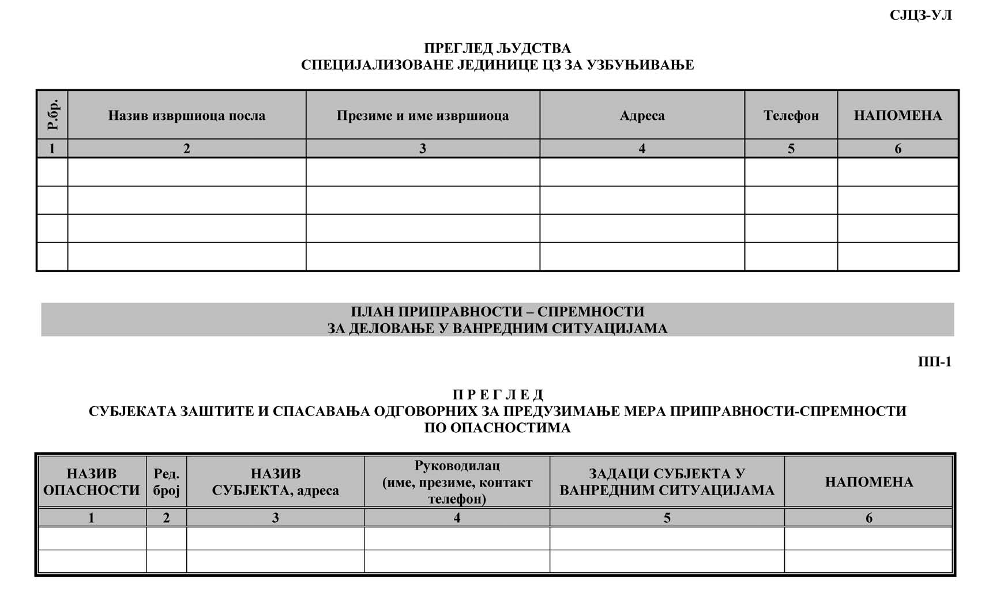 СЈЦЗ-УЛ
ПРЕГЛЕД ЉУДСТВА
СПЕЦИЈАЛИЗОВАНЕ ЈЕДИНИЦЕ ЦЗ ЗА УЗБУЊИВАЊЕ
Р.бр. Назив извршиоца посла Презиме и име извршиоца Адреса Телефон НАПОМЕНА
1 2 3 4 5 6
ПЛАН ПРИПРАВНОСТИ – СПРЕМНОСТИ
ЗА ДЕЛОВАЊЕ У ВАНРЕДНИМ СИТУАЦИЈАМА
ПП-1
П Р Е Г Л Е Д
СУБЈЕКАТА ЗАШТИТЕ И СПАСАВАЊА ОДГОВОРНИХ ЗА ПРЕДУЗИМАЊЕ МЕРА ПРИПРАВНОСТИ-СПРЕМНОСТИ
ПО ОПАСНОСТИМА
НАЗИВ
ОПАСНОСТИ
Ред.
број
НАЗИВ
СУБЈЕКТА, адреса
Руководилац
(име, презиме, контакт
телефон)
ЗАДАЦИ СУБЈЕКТА У
ВАНРЕДНИМ СИТУАЦИЈАМА
НАПОМЕНА
1 2 3 4 5 6